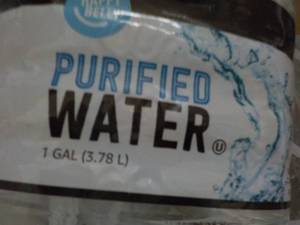 PURIFIED
WATER
1 GAL (3.78 L)